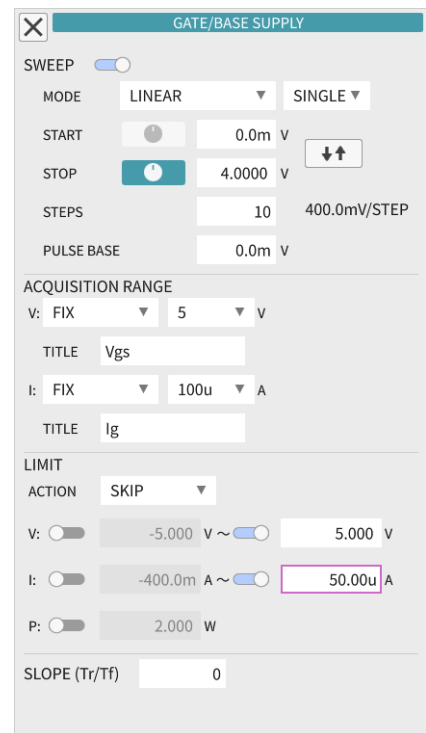 GATE/BASE SUPPLY
SWEEP
MODE LINEAR SINGLE
START 0.0m V
STOP 4.0000 V
STEPS 10 400.0mV/STEP
PULSE BASE 0.0m V
ACQUISITION RANGE
V: FIX 5 V
TITLE Vgs
I: FIX 100u A
TITLE Ig
LIMIT
ACTION SKIP
V: -5.000 V ~ 5.000 V
I: -400.0m A ~ 50.00u A
P: 2.000 W
SLOPE (Tr/Tf) 0